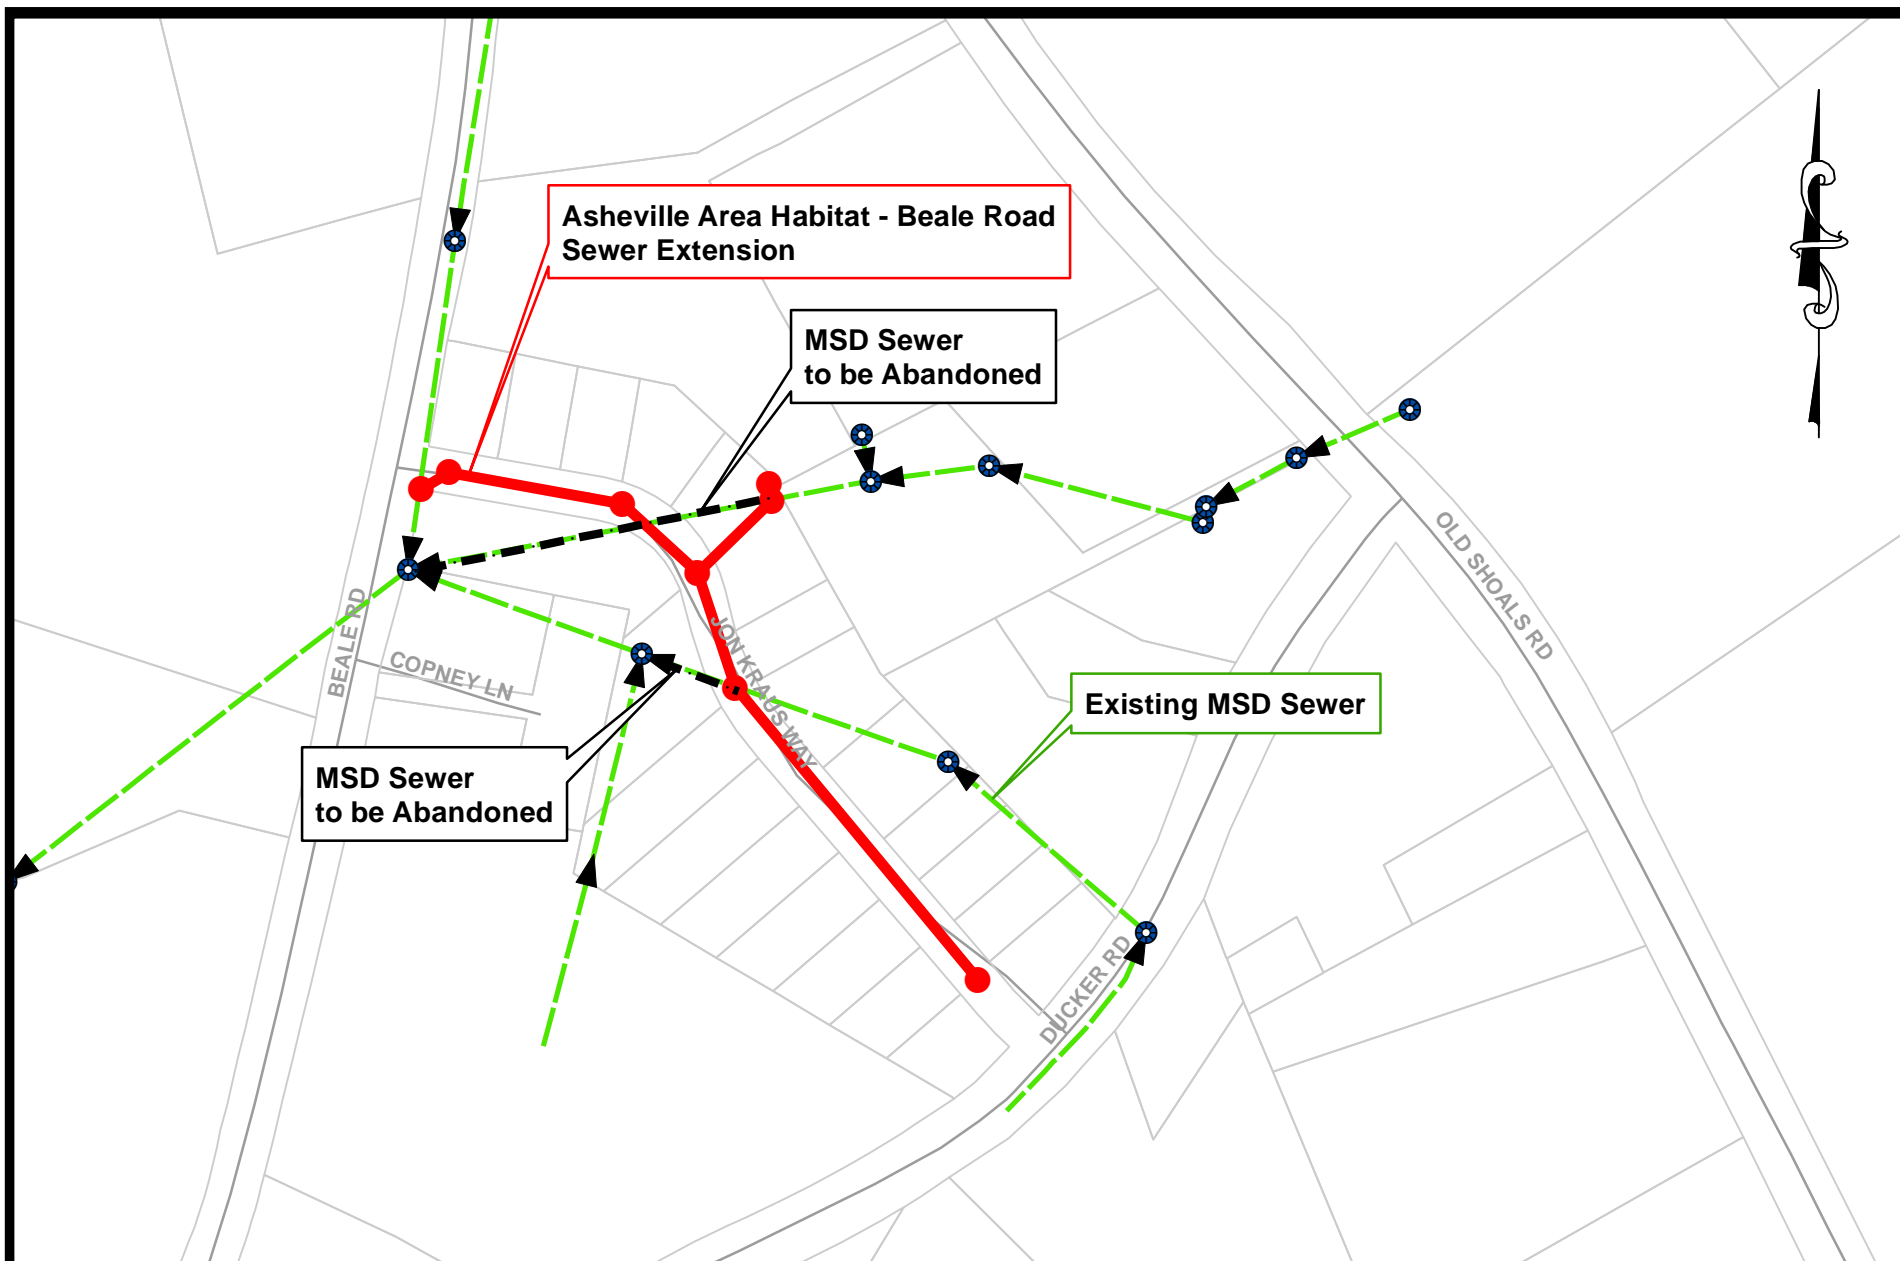 Asheville Area Habitat - Beale Road
Sewer Extension
MSD Sewer
to be Abandoned
OLD SHOALS RD
BEALE RD
COPNEY LN
JON KRAUS WAY
Existing MSD Sewer
MSD Sewer
to be Abandoned
DUCKER RD